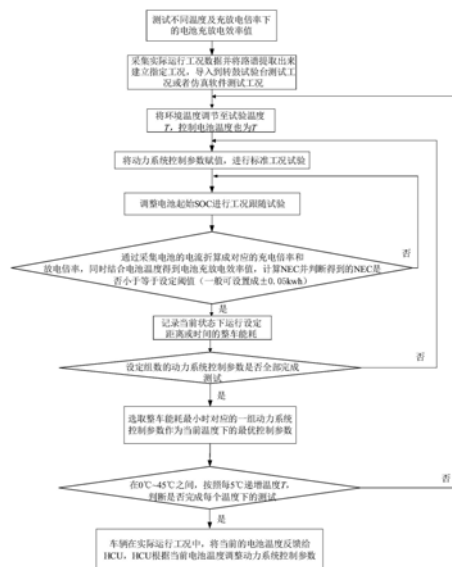 测试不同温度及充放电倍率下
的电池充放电效率值
采集实际运行工况数据并将路谱提取出来
建立指定工况，导入到转鼓试验台测试工
况或者仿真软件测试工况
将环境温度调节至试验温度
T，控制电池温度也为T
将动力系统控制参数赋值，进行标准工况试验
调整电池起始SOC进行工况跟随试验
通过采集电池的电流折算成对应的充电倍率和
放电倍率，同时结合电池温度得到电池充放电效率值，计算NEC并判断得到的NEC是
否小于等于设定阈值（一般可设置成±0.05kwh）
否
是
记录当前状态下运行设定
距离或时间的整车能耗
设定组数的动力系统控制参数是否全部完成
测试
否
是
选取整车能耗最小时对应的一组动力系统
控制参数作为当前温度下的最优控制参数
在0℃~45℃之间，按照每5℃递增温度T，
判断是否完成每个温度下的测试
否
是
车辆在实际运行工况中，将当前的电池温度反馈给
HCU，HCU根据当前电池温度调整动力系统控制参数